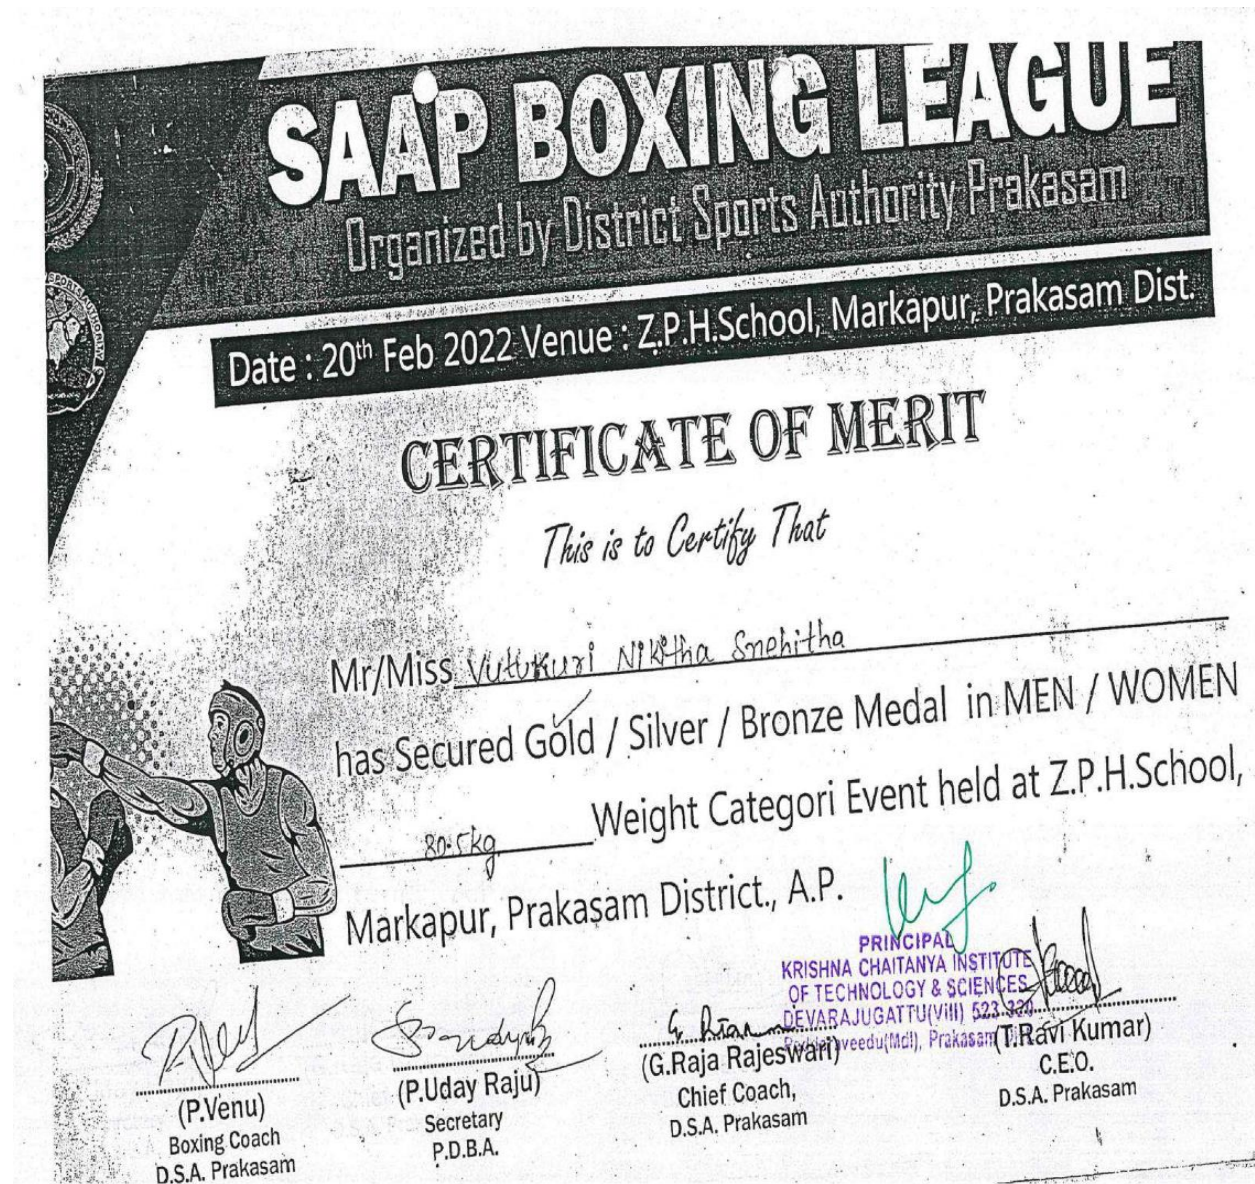 SAAP BOXING LEAGUE
Organized by District Sports Authority Prakasam
Date : 20th Feb 2022 Venue : Z.P.H.School, Markapur, Prakasam Dist.
CERTIFICATE OF MERIT
This is to Certify That
Mr/Miss Vutukuri Nikitha Snehitha
has Secured Gold / Silver / Bronze Medal in MEN / WOMEN
80.5kg Weight Categori Event held at Z.P.H.School,
Markapur, Prakasam District., A.P.
PRINCIPAL
KRISHNA CHAITANYA INSTITUTE
OF TECHNOLOGY & SCIENCES
DEVARAJUGATTU(Vill) 523 320
(Mdl), Prakasam
(P.Venu)
Boxing Coach
D.S.A. Prakasam
(P.Uday Raju)
Secretary
P.D.B.A.
(G.Raja Rajeswari)
Chief Coach,
D.S.A. Prakasam
(T.Ravi Kumar)
C.E.O.
D.S.A. Prakasam